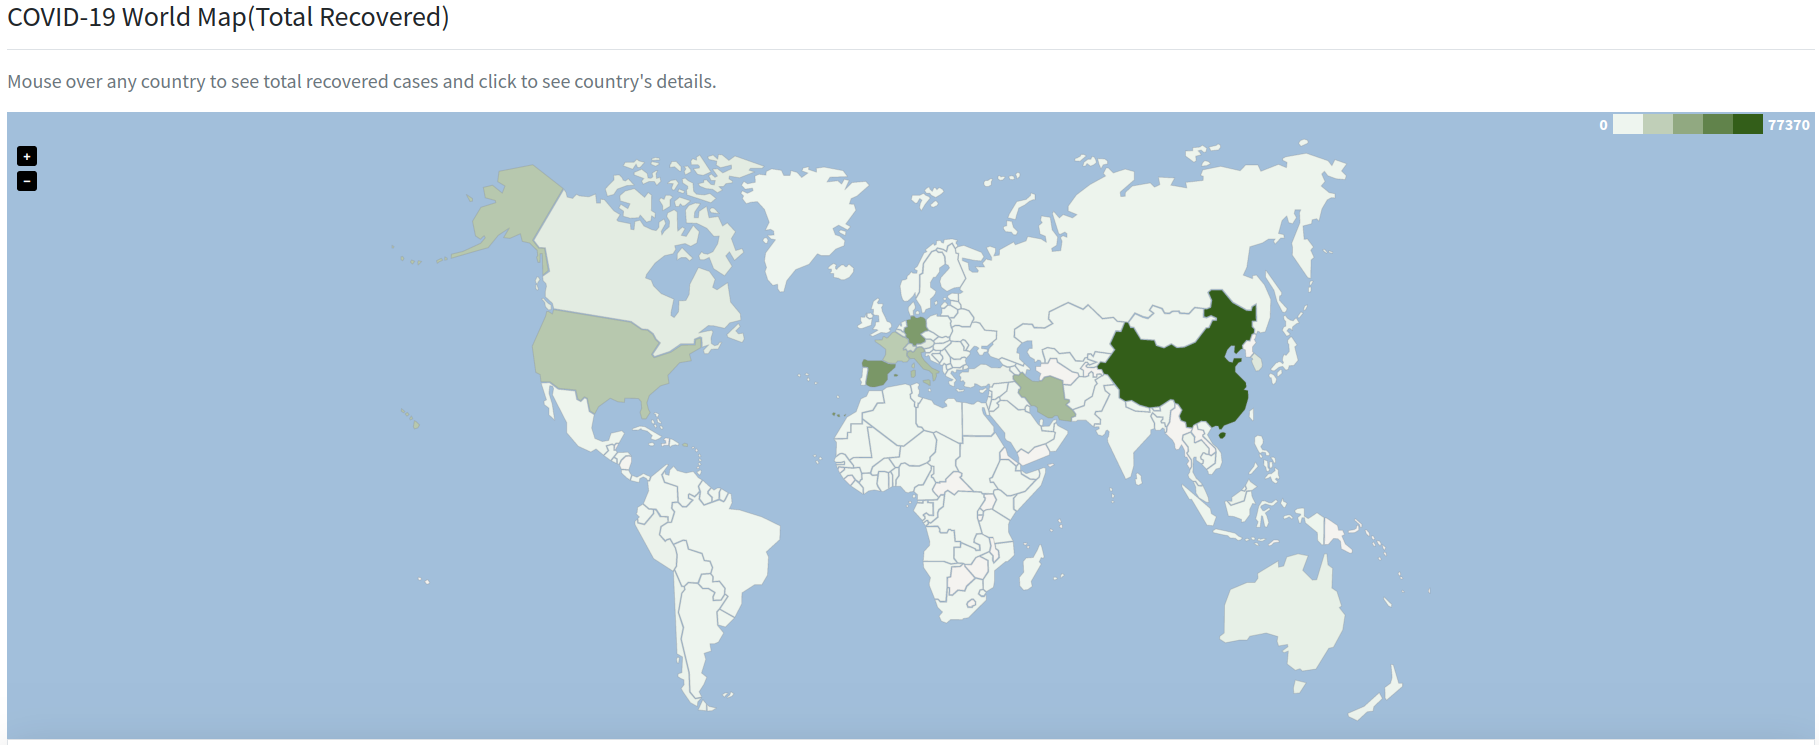 COVID-19 World Map(Total Recovered)
Mouse over any country to see total recovered cases and click to see country's details.
0 77370
+
−